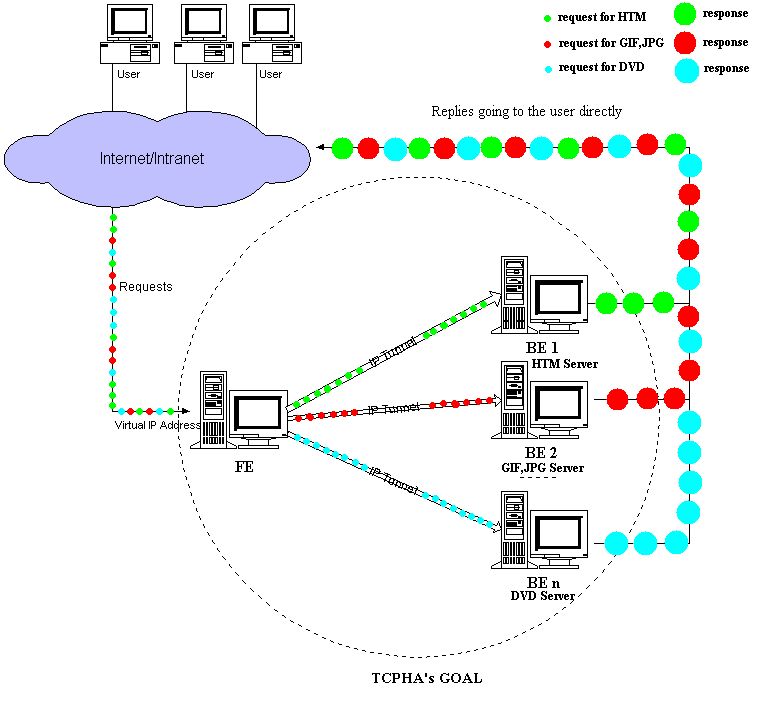 request for HTM
response
request for GIF,JPG
response
request for DVD
response
User
User
User
Replies going to the user directly
Internet/Intranet
Requests
Virtual IP Address
FE
IP Tunnel
IP Tunnel
IP Tunnel
BE 1
HTM Server
BE 2
GIF,JPG Server
BE n
DVD Server
TCPHA's GOAL